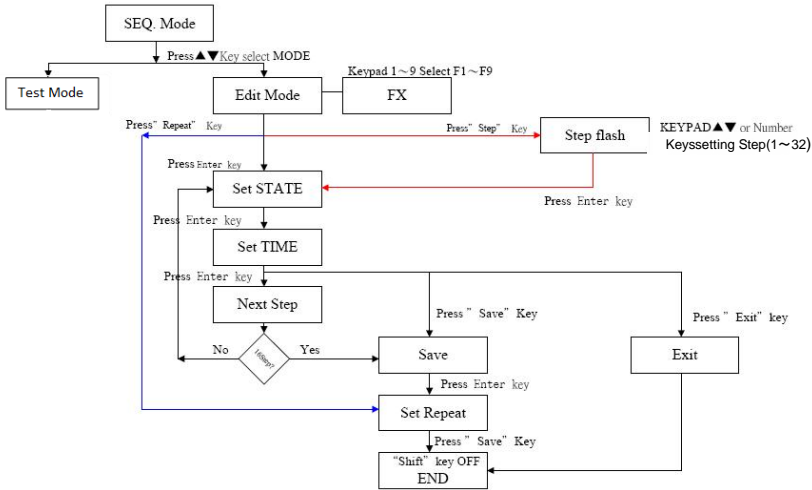 SEQ. Mode
Press▲▼Key select MODE
Keypad 1～9 Select F1～F9
Test Mode
Edit Mode
FX
Press” Repeat” Key
Press” Step” Key
Step flash
KEYPAD▲▼ or Number
Keyssetting Step(1～32)
Press Enter key
Set STATE
Press Enter key
Press Enter key
Set TIME
Press Enter key
Next Step
Press ” Save” Key
Press ” Exit” key
No
16Step?
Yes
Save
Exit
Press Enter key
Set Repeat
Press ” Save” Key
“Shift” key OFF
END